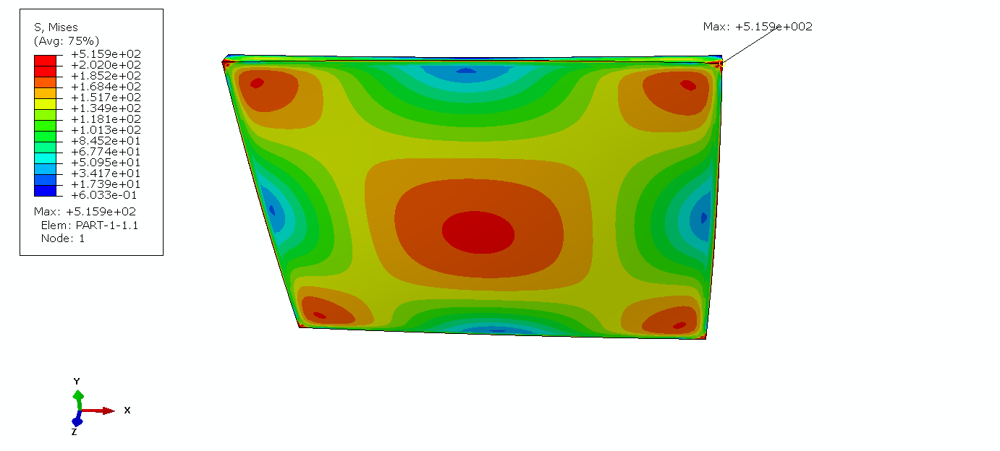 S, Mises
(Avg: 75%)
+5.159e+02
+2.020e+02
+1.852e+02
+1.684e+02
+1.517e+02
+1.349e+02
+1.181e+02
+1.013e+02
+8.452e+01
+6.774e+01
+5.095e+01
+3.417e+01
+1.739e+01
+6.033e-01
Max: +5.159e+02
Elem: PART-1-1.1
Node: 1
Max: +5.159e+002
Y
X
Z